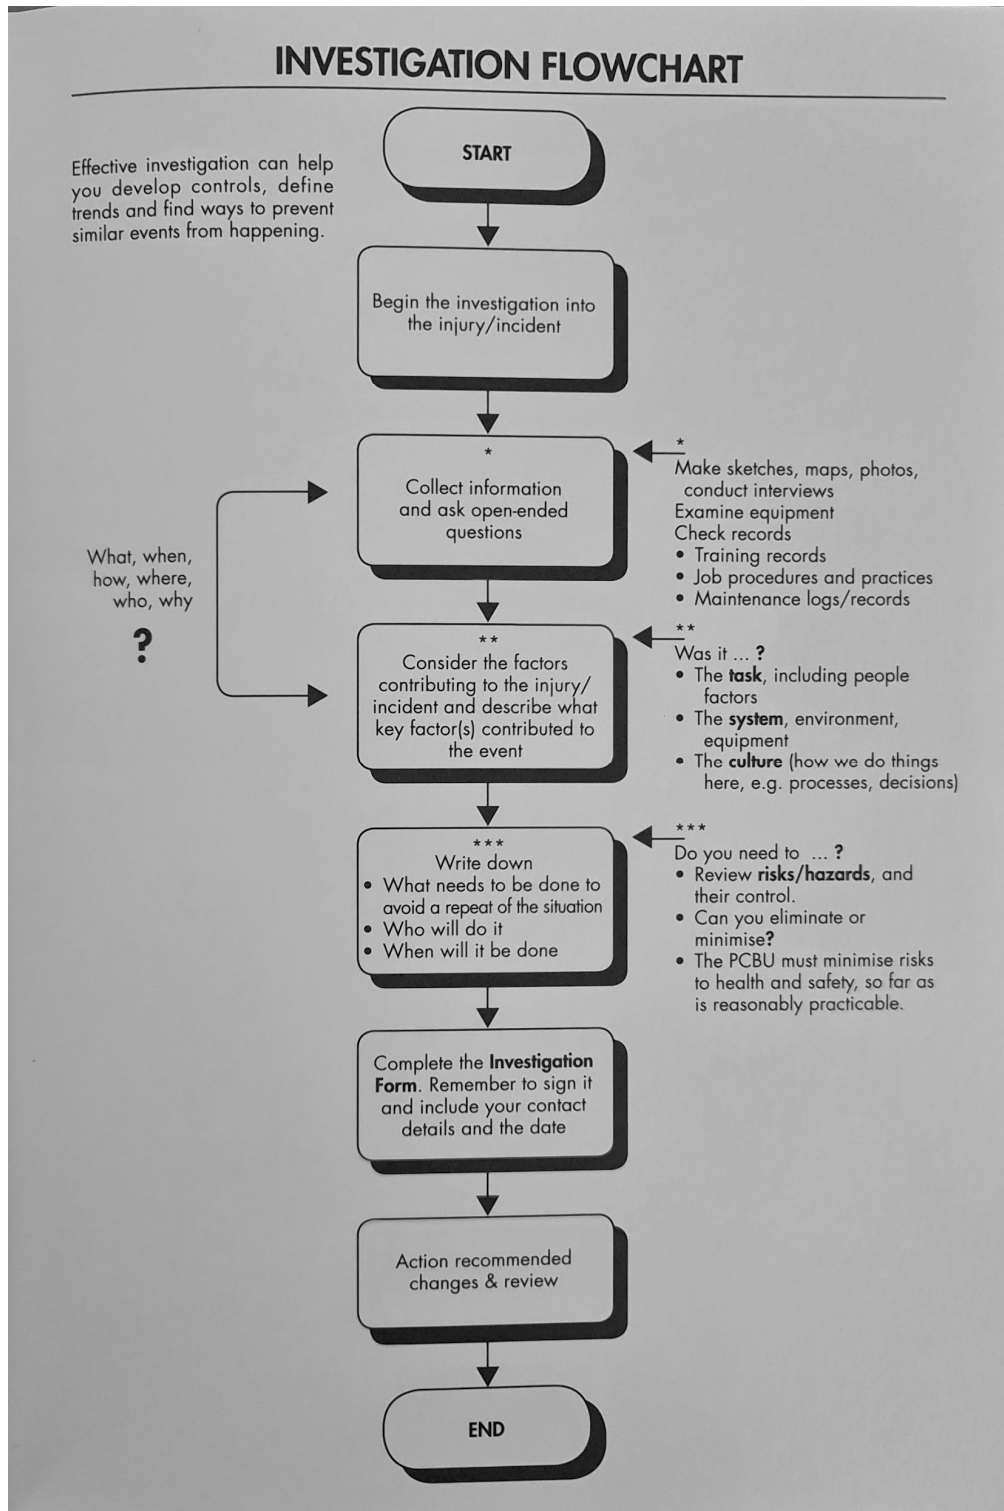 INVESTIGATION FLOWCHART
Effective investigation can help
you develop controls, define
trends and find ways to prevent
similar events from happening.
START
Begin the investigation into
the injury/incident
*
Collect information
and ask open-ended
questions
*
Make sketches, maps, photos,
conduct interviews
Examine equipment
Check records
• Training records
• Job procedures and practices
• Maintenance logs/records
What, when,
how, where,
who, why
?
**
Consider the factors
contributing to the injury/
incident and describe what
key factor(s) contributed to
the event
**
Was it ... ?
• The task, including people
factors
• The system, environment,
equipment
• The culture (how we do things
here, e.g. processes, decisions)
***
Write down
• What needs to be done to
avoid a repeat of the situation
• Who will do it
• When will it be done
***
Do you need to ... ?
• Review risks/hazards, and
their control.
• Can you eliminate or
minimise?
• The PCBU must minimise risks
to health and safety, so far as
is reasonably practicable.
Complete the Investigation
Form. Remember to sign it
and include your contact
details and the date
Action recommended
changes & review
END